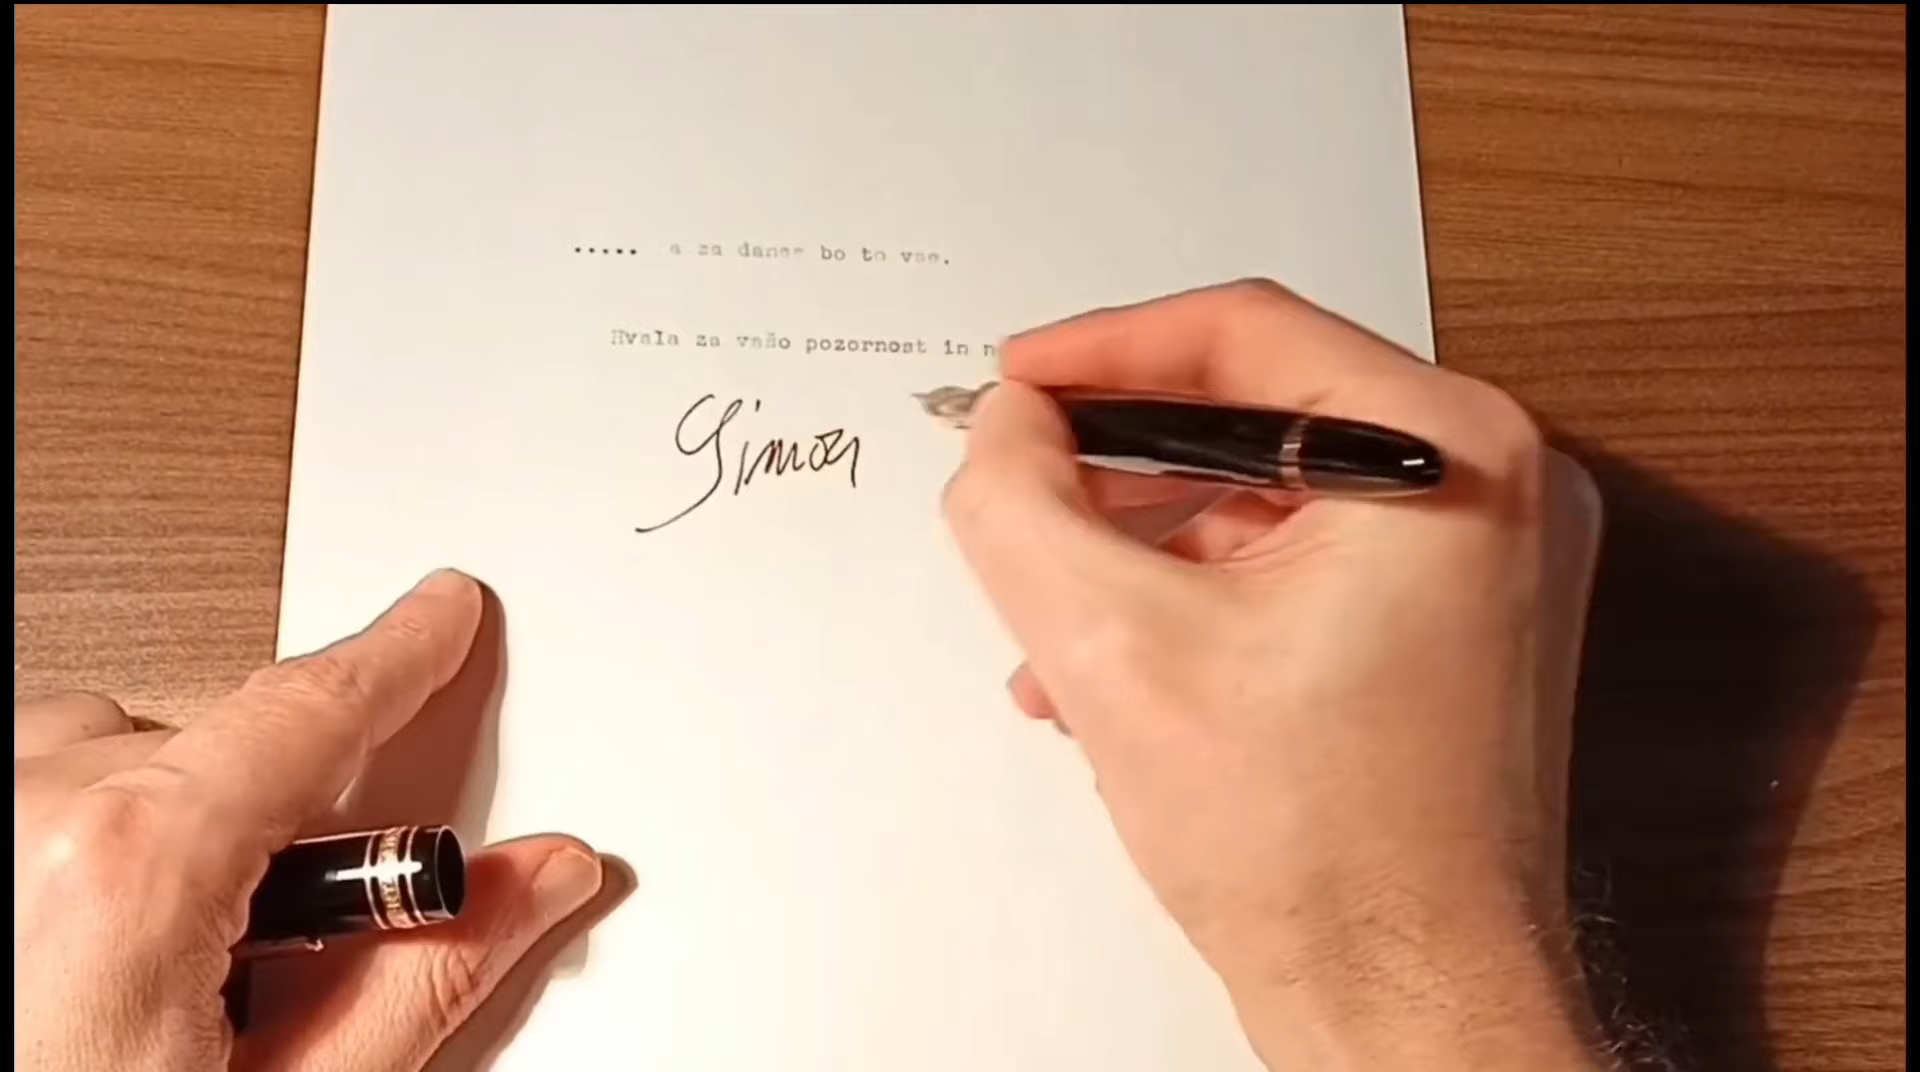 ..... a za danes bo to vse.
Hvala za vašo pozornost in
Simon